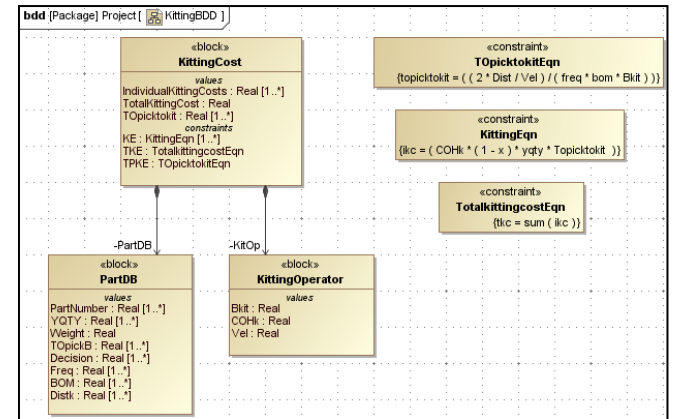 bdd [Package] Project [ KittingBDD ]
«block»
KittingCost
values
IndividualKittingCosts : Real [1..*]
TotalKittingCost : Real
TOpicktokit : Real [1..*]
constraints
KE : KittingEqn [1..*]
TKE : TotalkittingcostEqn
TPKE : TOpicktokitEqn
«constraint»
TOpicktokitEqn
{topicktokit = ( ( 2 * Dist / Vel ) / ( freq * bom * Bkit ) )}
«constraint»
KittingEqn
{ikc = ( COHk * ( 1 - x ) * yqty * Topicktokit )}
«constraint»
TotalkittingcostEqn
{tkc = sum ( ikc )}
-PartDB
-KitOp
«block»
PartDB
values
PartNumber : Real [1..*]
YQTY : Real [1..*]
Weight : Real
TOpickB : Real [1..*]
Decision : Real [1..*]
Freq : Real [1..*]
BOM : Real [1..*]
Distk : Real [1..*]
«block»
KittingOperator
values
Bkit : Real
COHk : Real
Vel : Real